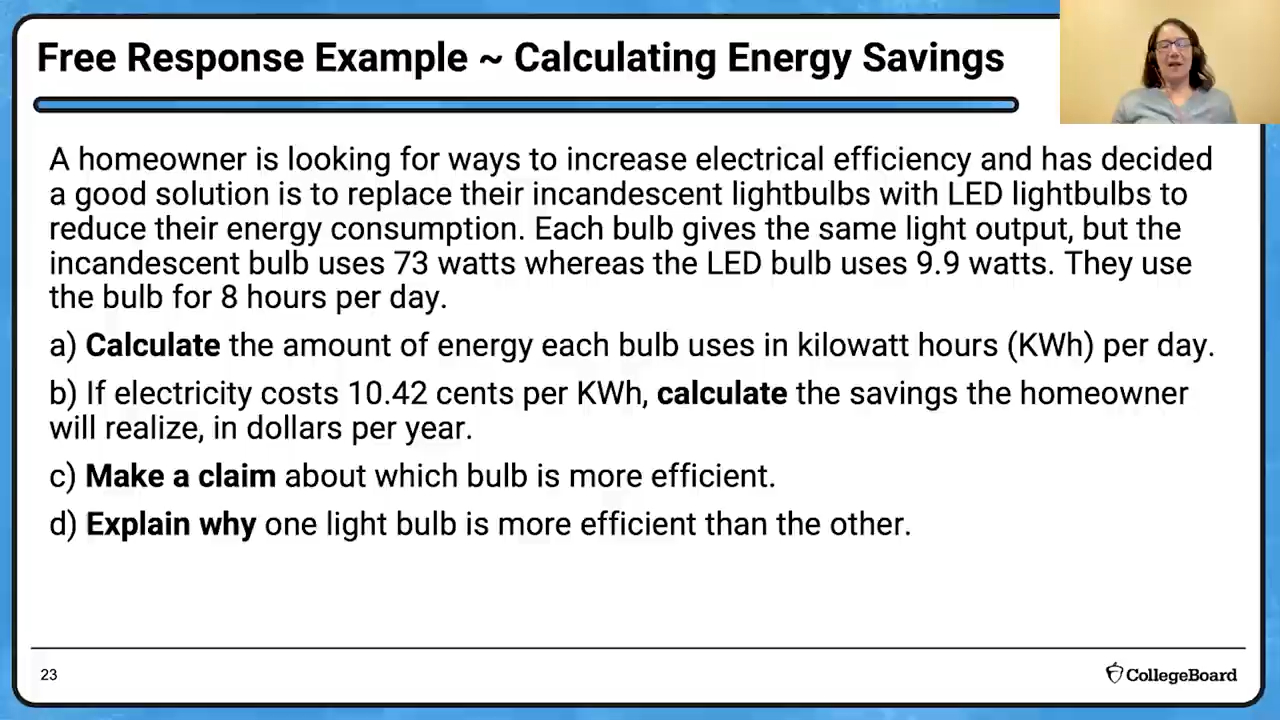 Free Response Example ~ Calculating Energy Savings
A homeowner is looking for ways to increase electrical efficiency and has decided
a good solution is to replace their incandescent lightbulbs with LED lightbulbs to
reduce their energy consumption. Each bulb gives the same light output, but the
incandescent bulb uses 73 watts whereas the LED bulb uses 9.9 watts. They use
the bulb for 8 hours per day.
a) Calculate the amount of energy each bulb uses in kilowatt hours (KWh) per day.
b) If electricity costs 10.42 cents per KWh, calculate the savings the homeowner
will realize, in dollars per year.
c) Make a claim about which bulb is more efficient.
d) Explain why one light bulb is more efficient than the other.
23
CollegeBoard